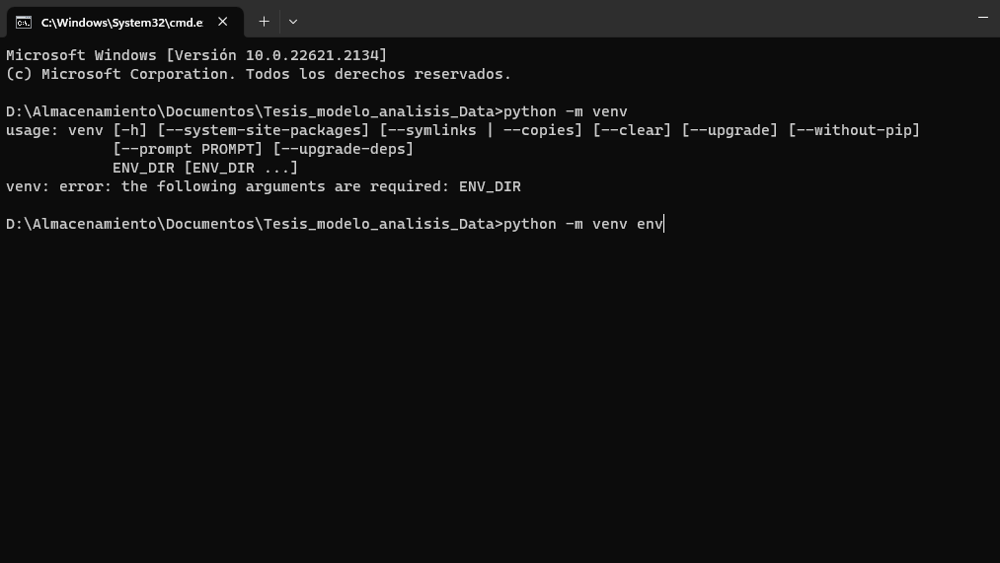 C:\Windows\System32\cmd.e
Microsoft Windows [Versión 10.0.22621.2134]
(c) Microsoft Corporation. Todos los derechos reservados.
D:\Almacenamiento\Documentos\Tesis_modelo_analisis_Data>python -m venv
usage: venv [-h] [--system-site-packages] [--symlinks | --copies] [--clear] [--upgrade] [--without-pip]
[--prompt PROMPT] [--upgrade-deps]
ENV_DIR [ENV_DIR ...]
venv: error: the following arguments are required: ENV_DIR
D:\Almacenamiento\Documentos\Tesis_modelo_analisis_Data>python -m venv env